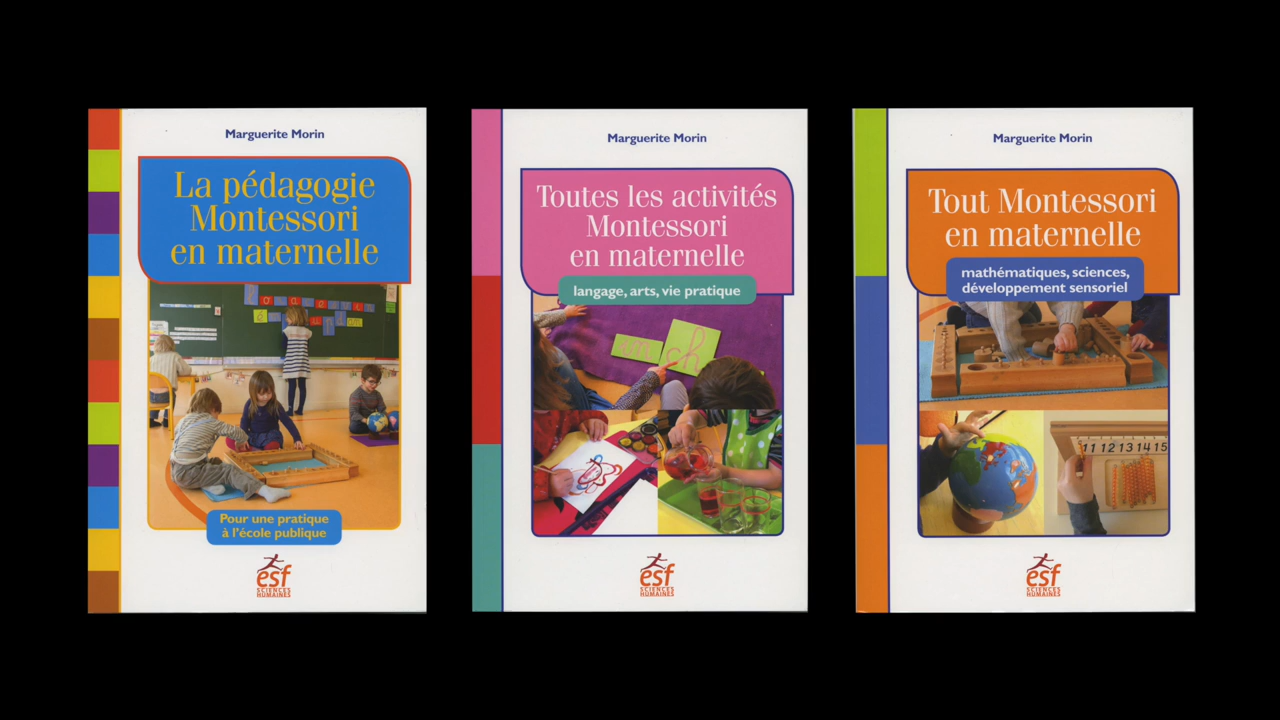 Marguerite Morin
La pédagogie
Montessori
en maternelle
Pour une pratique
à l'école publique
esf
SCIENCES
HUMAINES
Marguerite Morin
Toutes les activités
Montessori
en maternelle
langage, arts, vie pratique
ch
esf
SCIENCES
HUMAINES
Marguerite Morin
Tout Montessori
en maternelle
mathématiques, sciences,
développement sensoriel
11 12 13 14 15
esf
SCIENCES
HUMAINES